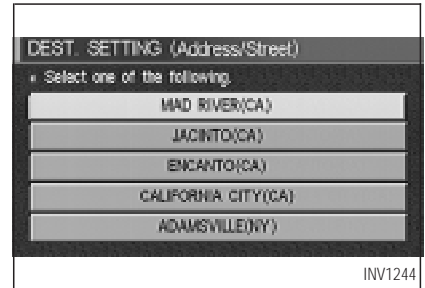 DEST. SETTING (Address/Street)
Select one of the following.
MAD RIVER(CA)
JACINTO(CA)
ENCANTO(CA)
CALIFORNIA CITY(CA)
ADAMSVILLE(NY)
INV1244